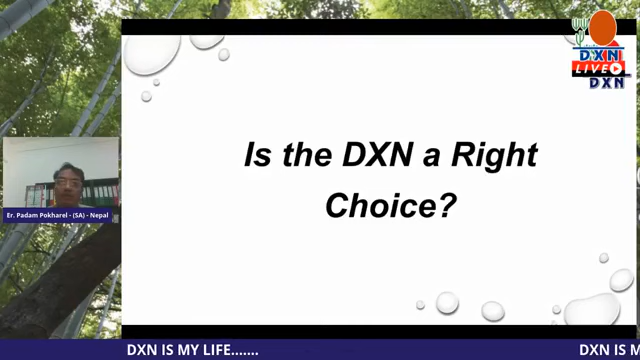 DXN
LIVE
DXN
Is the DXN a Right
Choice?
Er. Padam Pokharel - (SA) - Nepal
DXN IS MY LIFE.......
DXN IS M